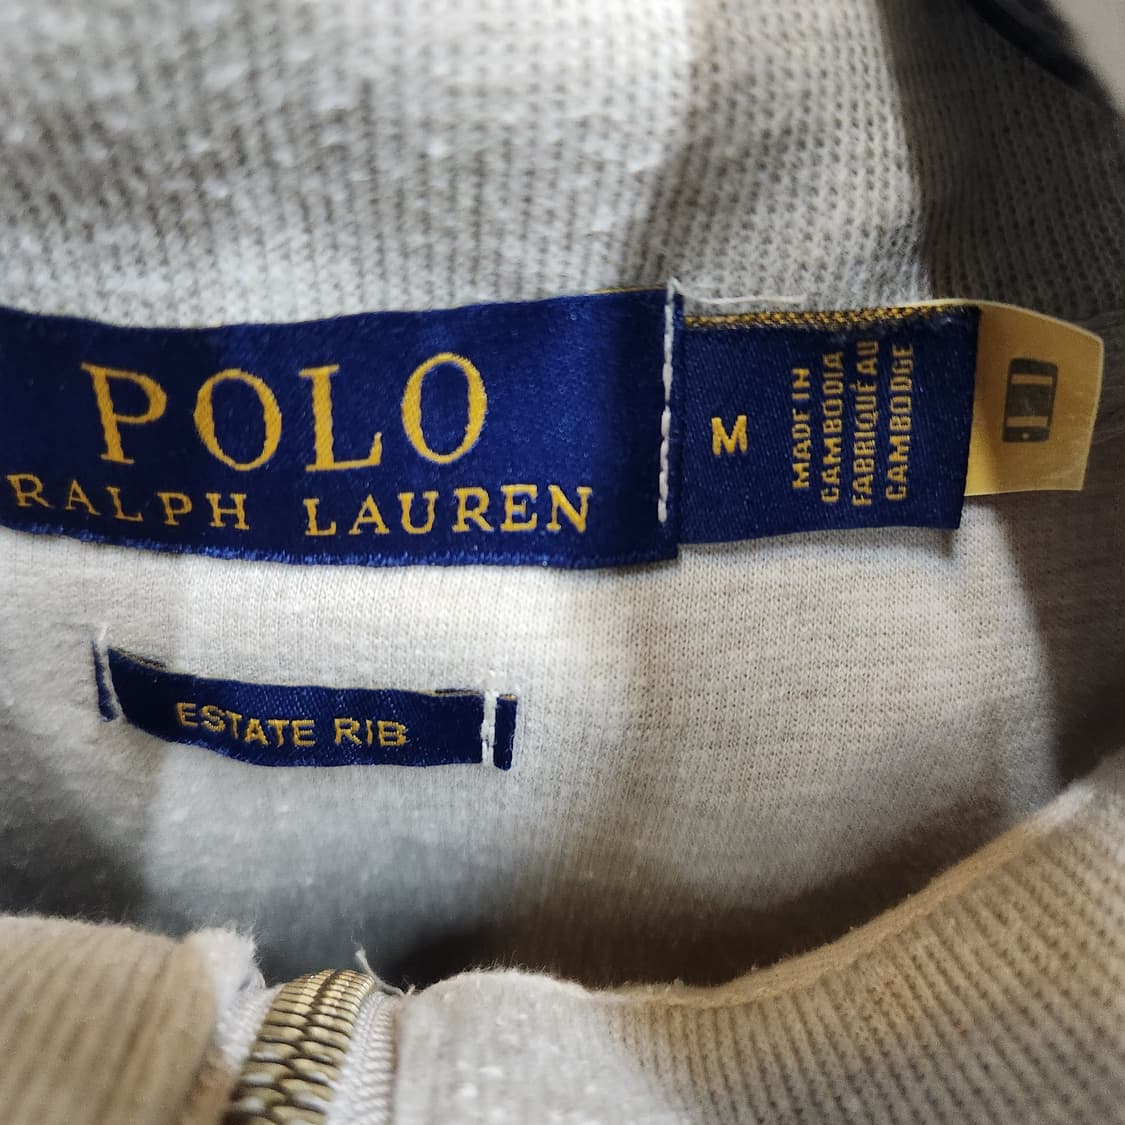 POLO
RALPH LAUREN
M
MADE IN
CAMBODIA
FABRIQUÉ AU
CAMBODGE
ESTATE RIB